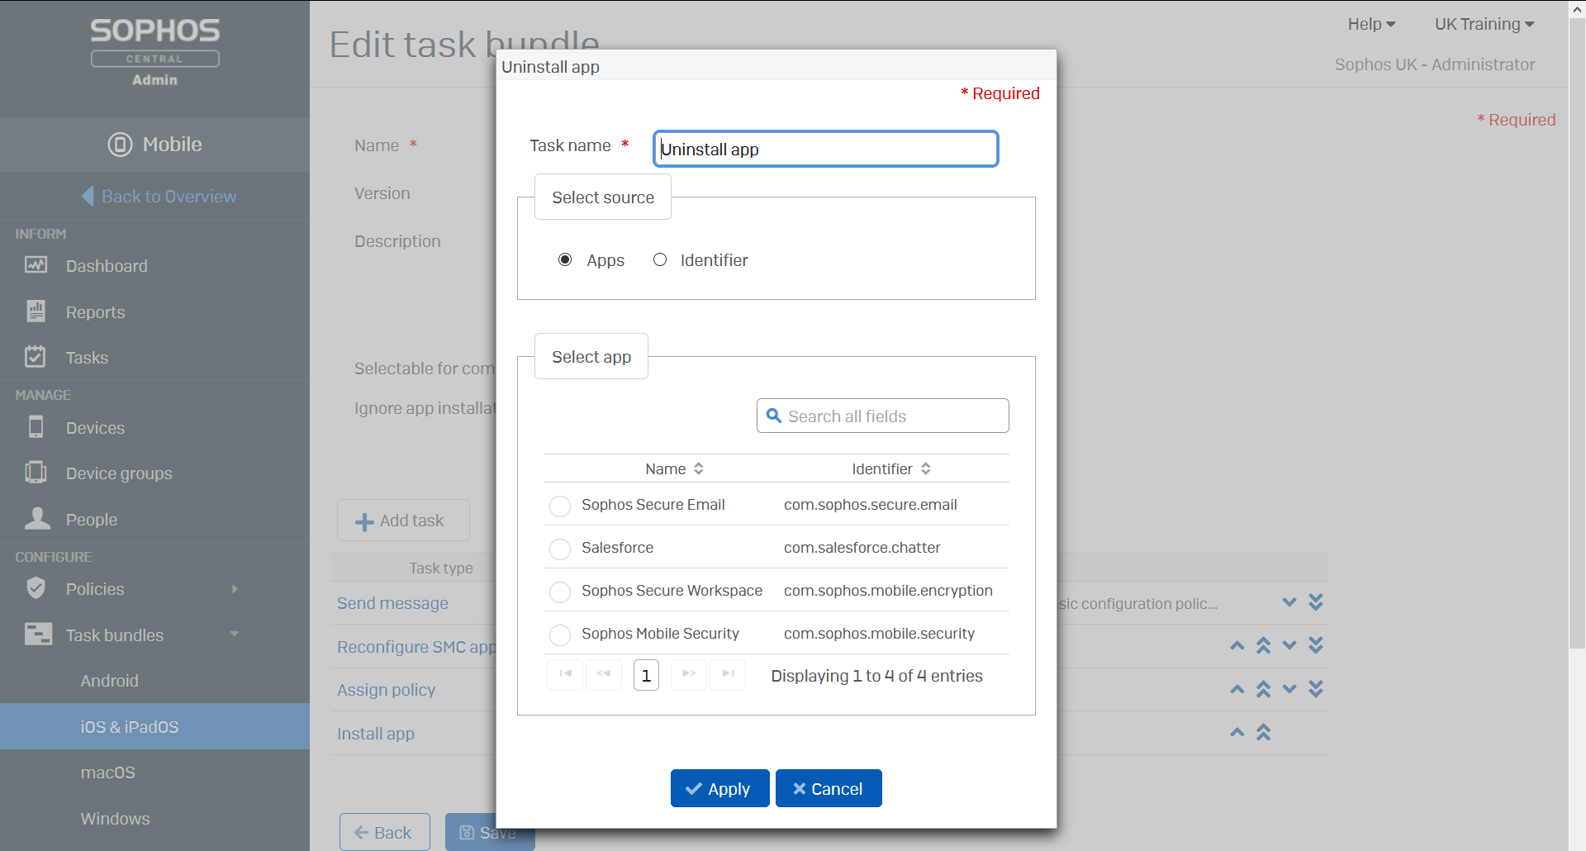 SOPHOS
CENTRAL
Admin
Mobile
Back to Overview
INFORM
Dashboard
Reports
Tasks
MANAGE
Devices
Device groups
People
CONFIGURE
Policies
Task bundles
Android
iOS & iPadOS
macOS
Windows
Edit task bundle
Help
UK Training
Sophos UK - Administrator
* Required
Name *
Version
Description
Selectable for com
Ignore app installat
Add task
Task type
Send message
sic configuration polic...
Reconfigure SMC app
Assign policy
Install app
Back
Save
Uninstall app
* Required
Task name * Uninstall app
Select source
Apps Identifier
Select app
Search all fields
Name Identifier
Sophos Secure Email com.sophos.secure.email
Salesforce com.salesforce.chatter
Sophos Secure Workspace com.sophos.mobile.encryption
Sophos Mobile Security com.sophos.mobile.security
1 Displaying 1 to 4 of 4 entries
Apply Cancel